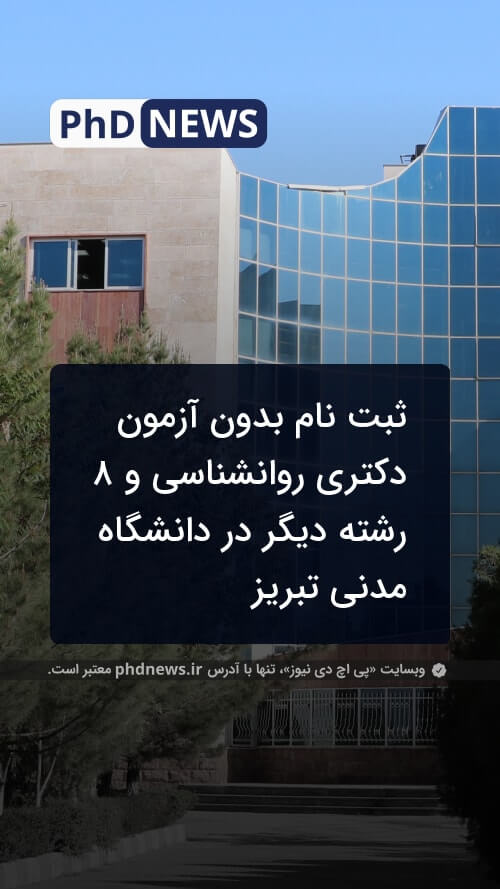 PhD NEWS
ثبت نام بدون آزمون
دکتری روانشناسی و ۸
رشته دیگر در دانشگاه
مدنی تبریز
وبسایت «پی اچ دی نیوز»، تنها با آدرس phdnews.ir معتبر است.